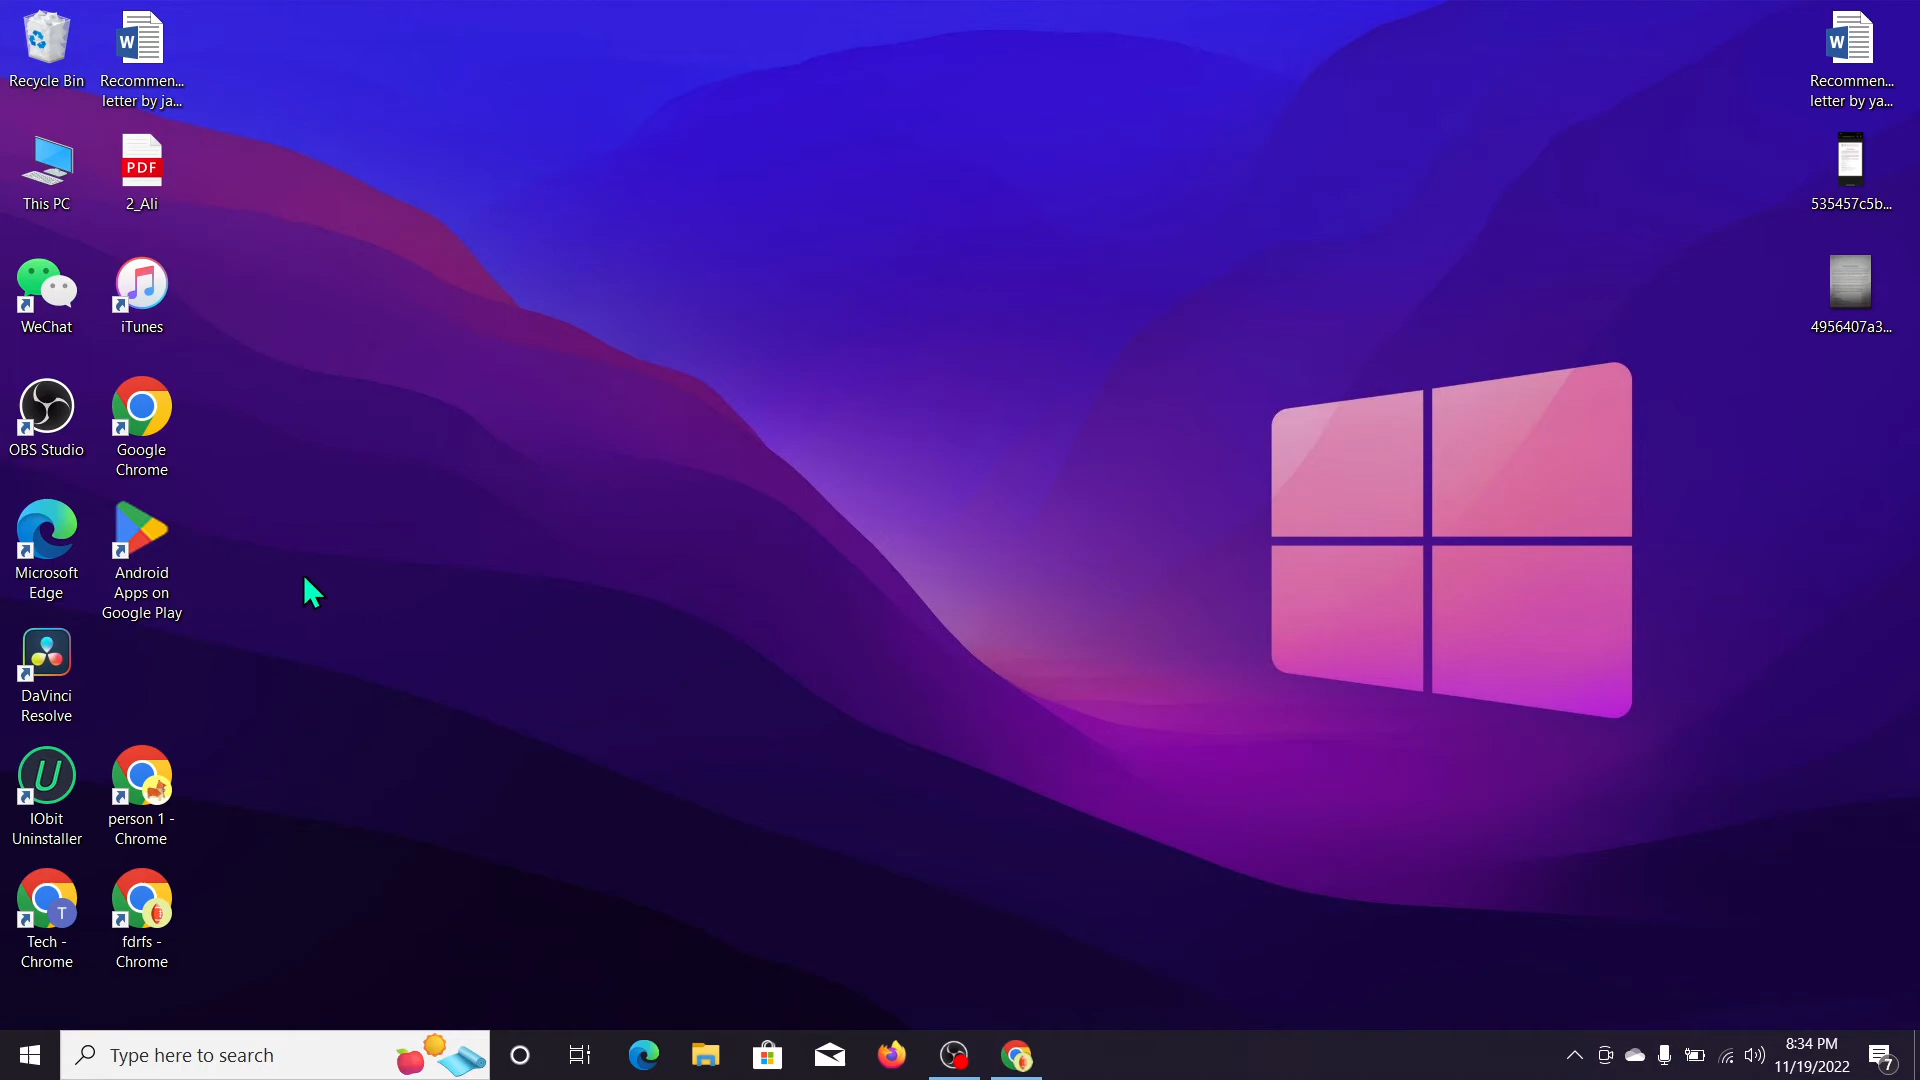 Recycle Bin
Recommen...
letter by ja...
Recommen...
letter by ya...
This PC
PDF
2_Ali
535457c5b...
WeChat
iTunes
4956407a3...
OBS Studio
Google
Chrome
Microsoft
Edge
Android
Apps on
Google Play
DaVinci
Resolve
IObit
Uninstaller
person 1 -
Chrome
T
Tech -
Chrome
fdrfs -
Chrome
Type here to search
8:34 PM
11/19/2022
7